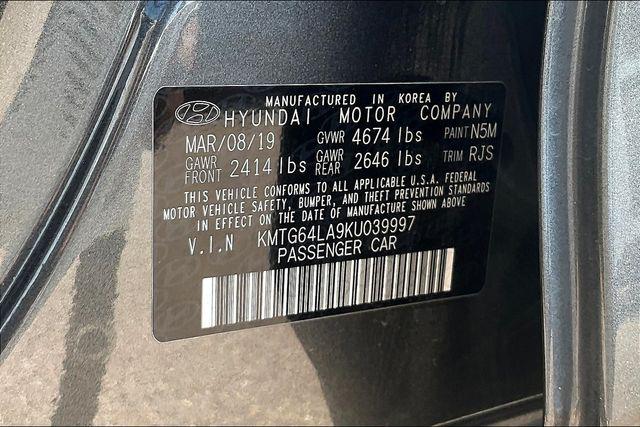 MANUFACTURED IN KOREA BY
HYUNDAI MOTOR COMPANY
MAR/08/19 GVWR 4674 lbs PAINT N5M
GAWR FRONT 2414 lbs GAWR REAR 2646 lbs TRIM RJS
THIS VEHICLE CONFORMS TO ALL APPLICABLE U.S.A. FEDERAL
MOTOR VEHICLE SAFETY, BUMPER, AND THEFT PREVENTION STANDARDS
IN EFFECT ON THE DATE OF MANUFACTURE SHOWN ABOVE.
V.I.N KMTG64LA9KU039997
PASSENGER CAR